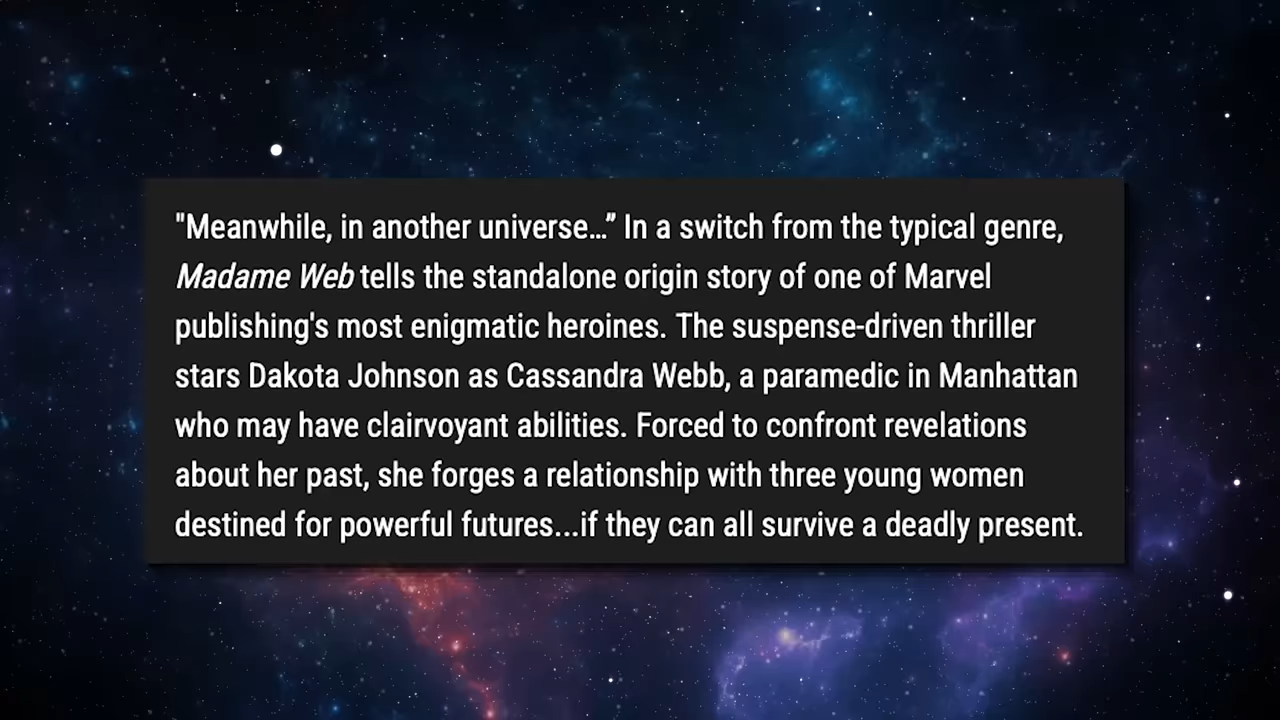 "Meanwhile, in another universe…” In a switch from the typical genre,
Madame Web tells the standalone origin story of one of Marvel
publishing's most enigmatic heroines. The suspense-driven thriller
stars Dakota Johnson as Cassandra Webb, a paramedic in Manhattan
who may have clairvoyant abilities. Forced to confront revelations
about her past, she forges a relationship with three young women
destined for powerful futures...if they can all survive a deadly present.